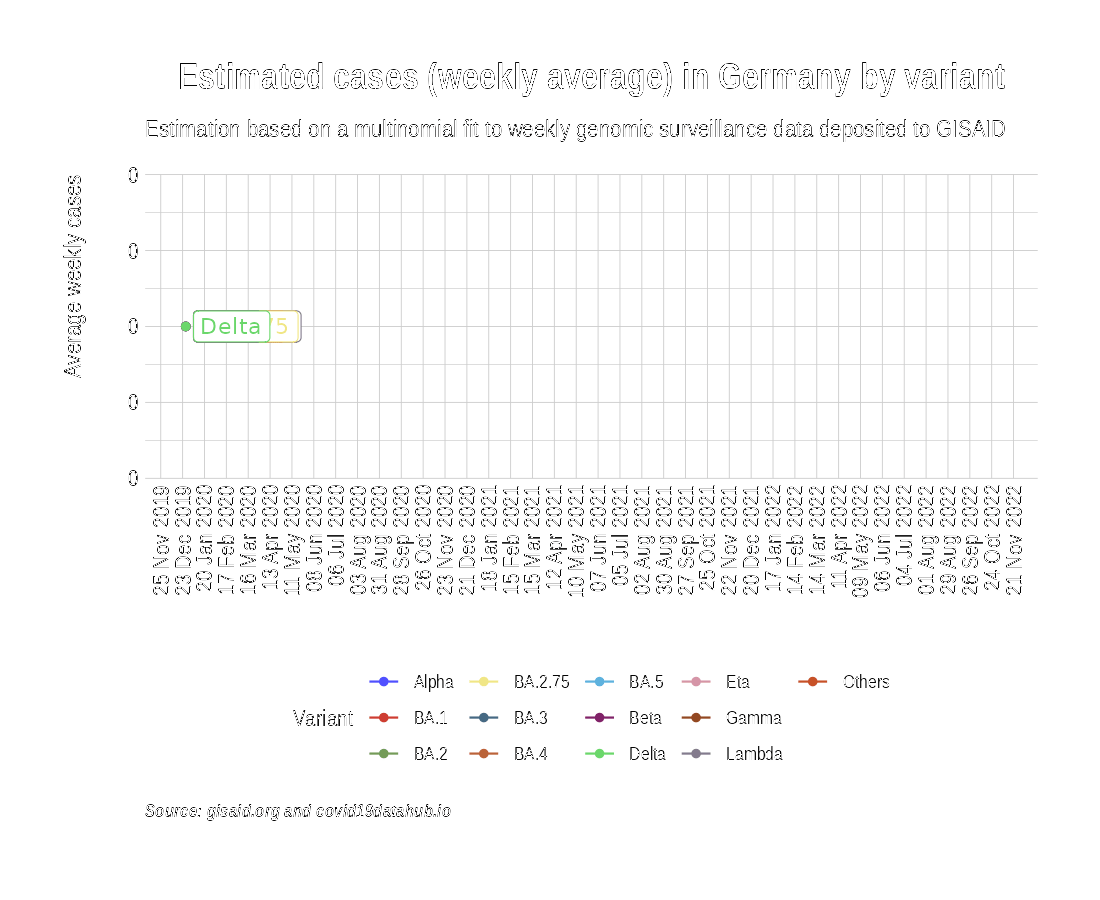 Estimated cases (weekly average) in Germany by variant
Estimation based on a multinomial fit to weekly genomic surveillance data deposited to GISAID
Average weekly cases
0
0
0
0
0
Delta
75
25 Nov 2019
23 Dec 2019
20 Jan 2020
17 Feb 2020
16 Mar 2020
13 Apr 2020
11 May 2020
08 Jun 2020
06 Jul 2020
03 Aug 2020
31 Aug 2020
28 Sep 2020
26 Oct 2020
23 Nov 2020
21 Dec 2020
18 Jan 2021
15 Feb 2021
15 Mar 2021
12 Apr 2021
10 May 2021
07 Jun 2021
05 Jul 2021
02 Aug 2021
30 Aug 2021
27 Sep 2021
25 Oct 2021
22 Nov 2021
20 Dec 2021
17 Jan 2022
14 Feb 2022
14 Mar 2022
11 Apr 2022
09 May 2022
06 Jun 2022
04 Jul 2022
01 Aug 2022
29 Aug 2022
26 Sep 2022
24 Oct 2022
21 Nov 2022
Variant
Alpha
BA.1
BA.2
BA.2.75
BA.3
BA.4
BA.5
Beta
Delta
Eta
Gamma
Lambda
Others
Source: gisaid.org and covid19datahub.io